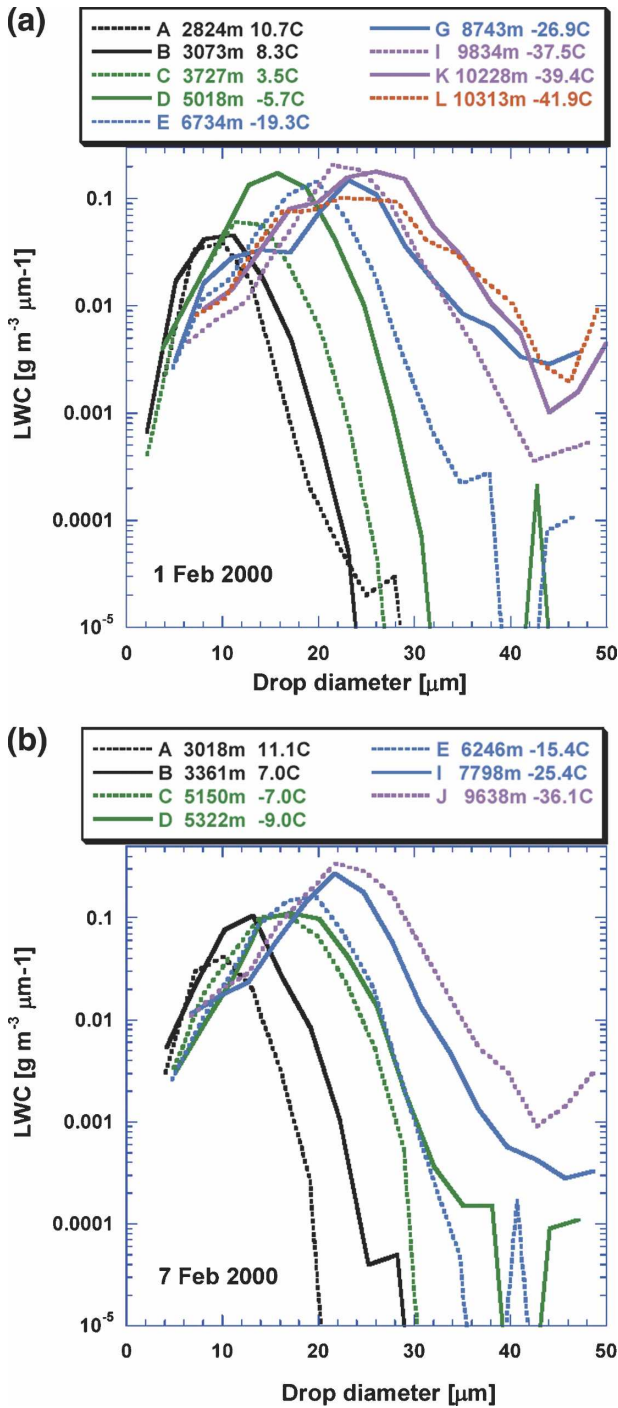 (a)
A 2824m 10.7C
B 3073m 8.3C
C 3727m 3.5C
D 5018m -5.7C
E 6734m -19.3C
G 8743m -26.9C
I 9834m -37.5C
K 10228m -39.4C
L 10313m -41.9C
LWC [g m-3 μm-1]
0.1
0.01
0.001
0.0001
10-5
1 Feb 2000
0 10 20 30 40 50
Drop diameter [μm]
(b)
A 3018m 11.1C
B 3361m 7.0C
C 5150m -7.0C
D 5322m -9.0C
E 6246m -15.4C
I 7798m -25.4C
J 9638m -36.1C
LWC [g m-3 μm-1]
0.1
0.01
0.001
0.0001
10-5
7 Feb 2000
0 10 20 30 40 50
Drop diameter [μm]